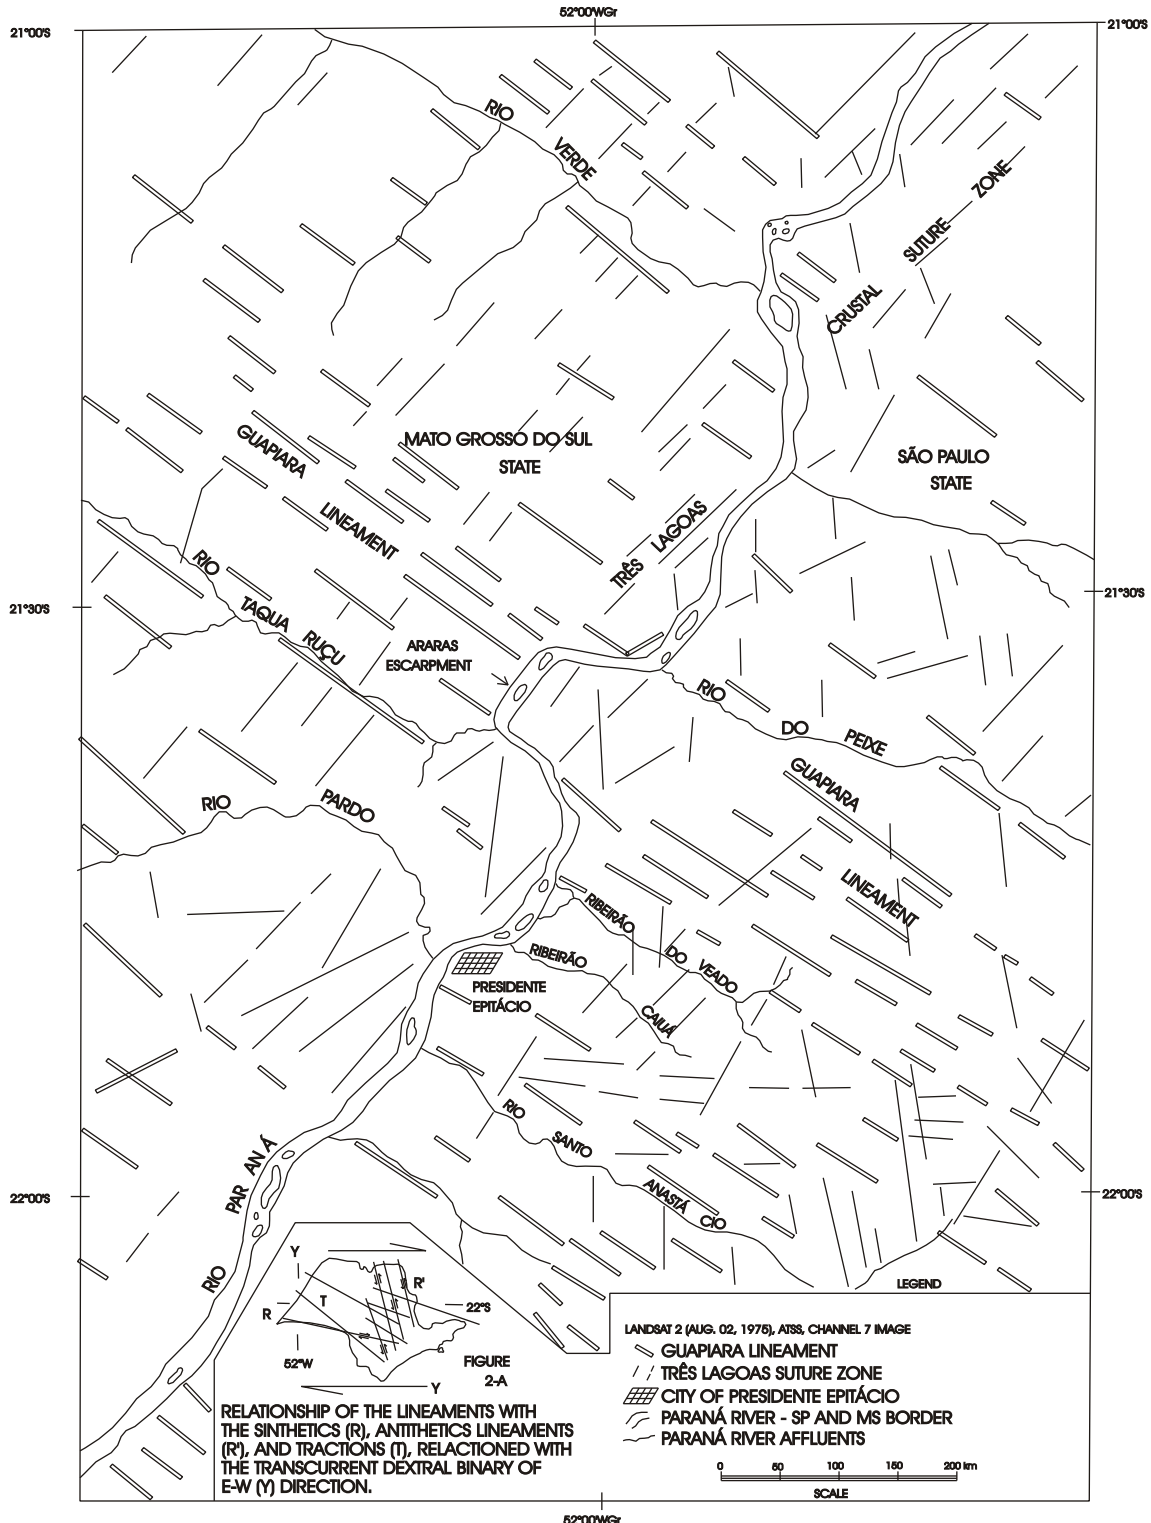 52°00'WGr
21°00'S
21°00'S
RIO
VERDE
CRUSTAL
SUTURE
ZONE
MATO GROSSO DO SUL
STATE
SÃO PAULO
STATE
GUAPIARA
LINEAMENT
TRÊS
LAGOAS
RIO
TAQUA
RUÇU
21°30'S
21°30'S
ARARAS
ESCARPMENT
RIO
DO
PEIXE
GUAPIARA
LINEAMENT
RIO
PARDO
RIBEIRÃO
DO
VEADO
RIBEIRÃO
CAIUÁ
PRESIDENTE
EPITÁCIO
RIO
SANTO
ANASTÁ
CIO
RIO
PAR
AN
Á
22°00'S
22°00'S
Y
R'
T
R
22°S
52°W
FIGURE
2-A
Y
RELATIONSHIP OF THE LINEAMENTS WITH
THE SINTHETICS (R), ANTITHETICS LINEAMENTS
(R'), AND TRACTIONS (T), RELACTIONED WITH
THE TRANSCURRENT DEXTRAL BINARY OF
E-W (Y) DIRECTION.
LEGEND
LANDSAT 2 (AUG. 02, 1975), ATSS, CHANNEL 7 IMAGE
GUAPIARA LINEAMENT
TRÊS LAGOAS SUTURE ZONE
CITY OF PRESIDENTE EPITÁCIO
PARANÁ RIVER - SP AND MS BORDER
PARANÁ RIVER AFFLUENTS
0 50 100 150 200 km
SCALE
52°00'WGr